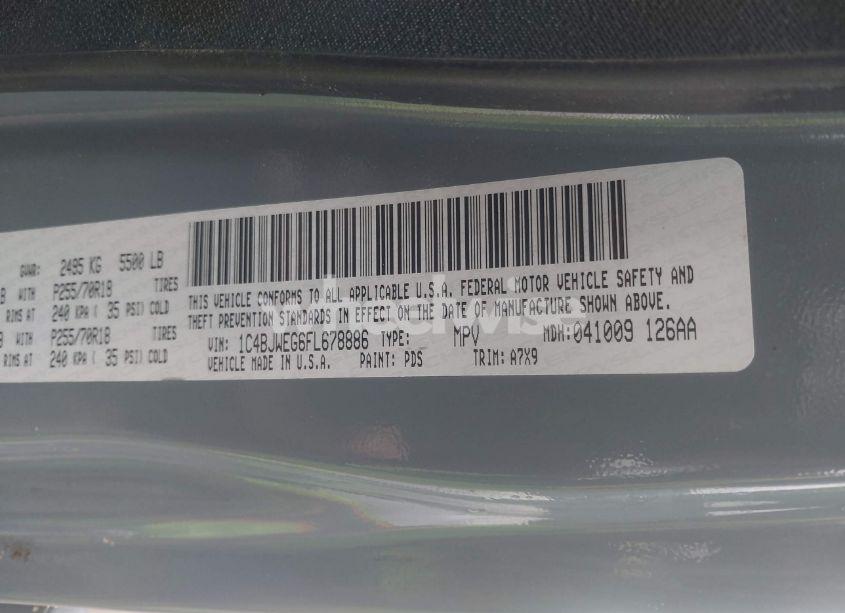 GVWR: 2495 KG 5500 LB
B WITH P255/70R18 TIRES
RIMS AT 240 KPA ( 35 PSI) COLD
B WITH P255/70R18 TIRES
RIMS AT 240 KPA ( 35 PSI) COLD
THIS VEHICLE CONFORMS TO ALL APPLICABLE U.S.A. FEDERAL MOTOR VEHICLE SAFETY AND
THEFT PREVENTION STANDARDS IN EFFECT ON THE DATE OF MANUFACTURE SHOWN ABOVE.
VIN: 1C4BJWEG6FL678886 TYPE: MPV MDH:041009 126AA
VEHICLE MADE IN U.S.A. PAINT: PDS TRIM: A7X9